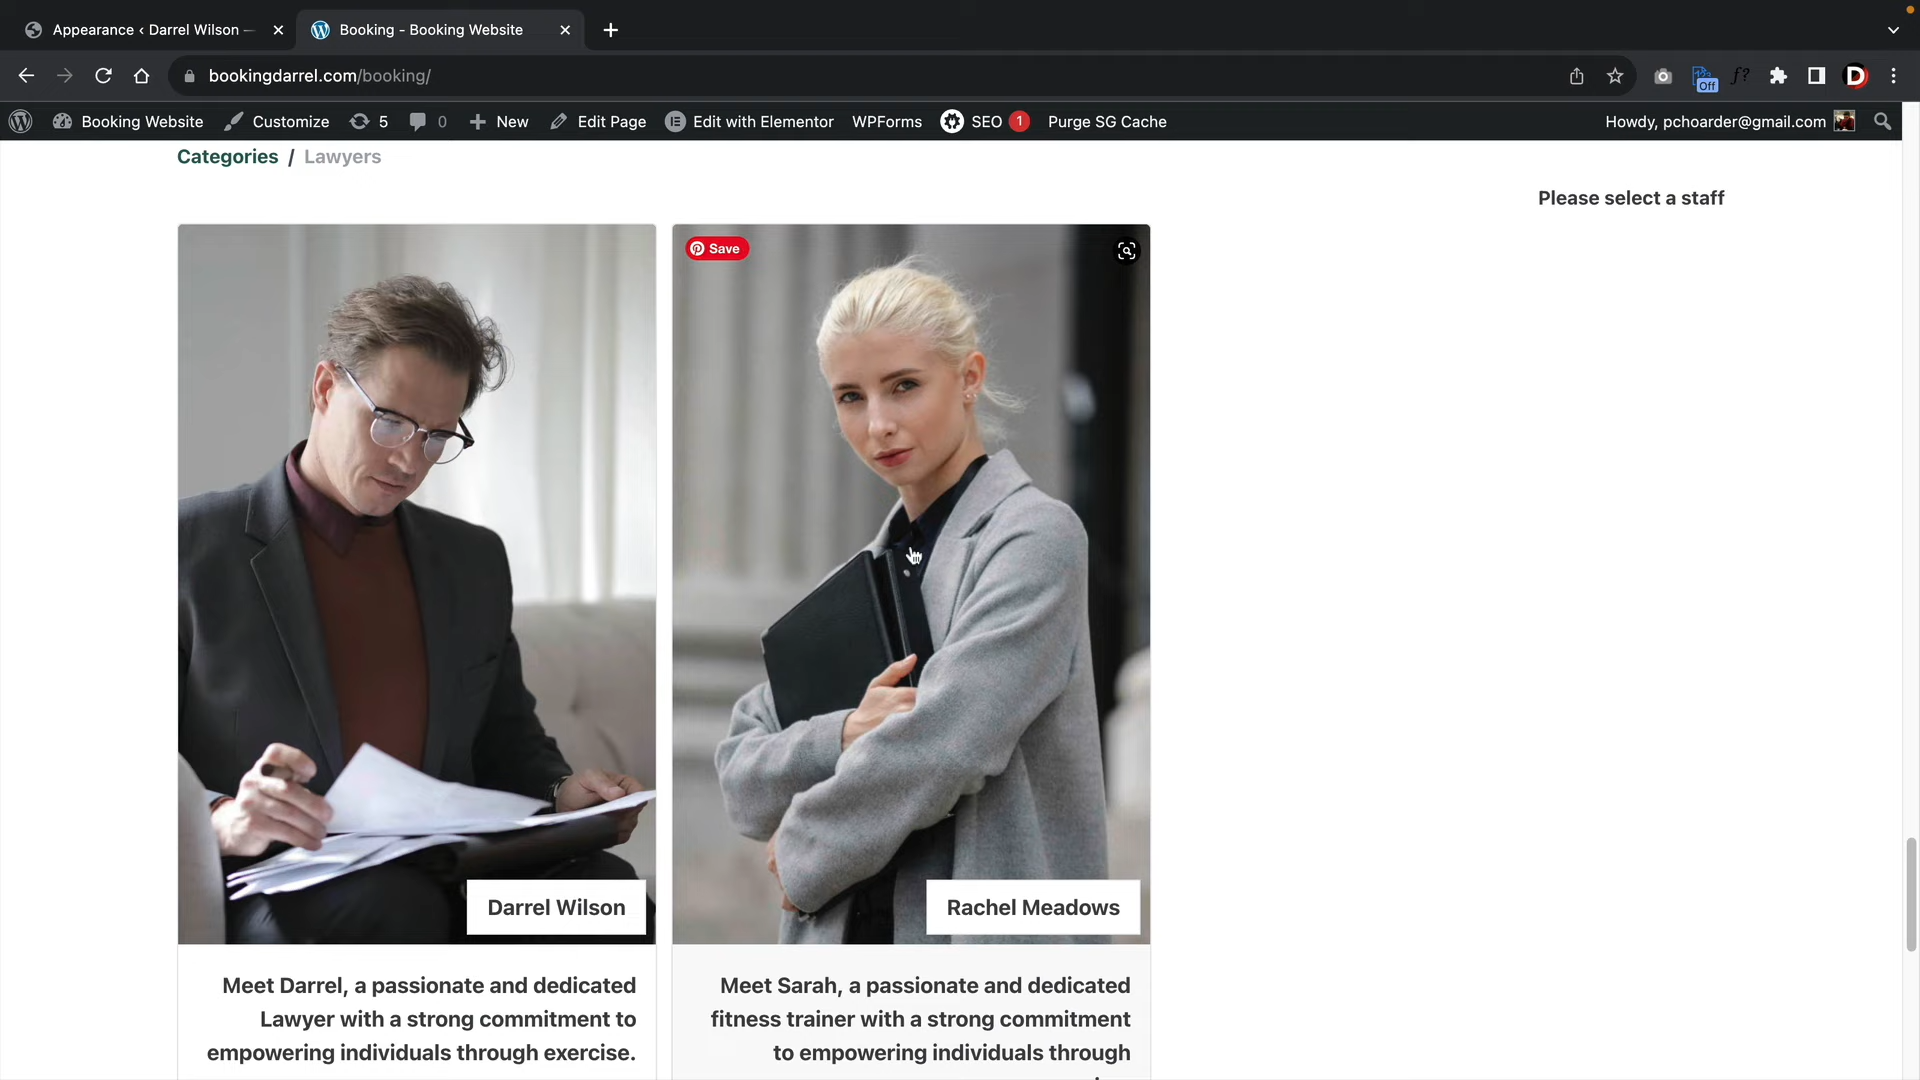 Appearance ‹ Darrel Wilson —
Booking - Booking Website
bookingdarrel.com/booking/
Off
f?
D
Booking Website
Customize
5
0
New
Edit Page
Edit with Elementor
WPForms
SEO 1
Purge SG Cache
Howdy, pchoarder@gmail.com
Categories / Lawyers
Please select a staff
Save
Darrel Wilson
Rachel Meadows
Meet Darrel, a passionate and dedicated
Lawyer with a strong commitment to
empowering individuals through exercise.
Meet Sarah, a passionate and dedicated
fitness trainer with a strong commitment
to empowering individuals through